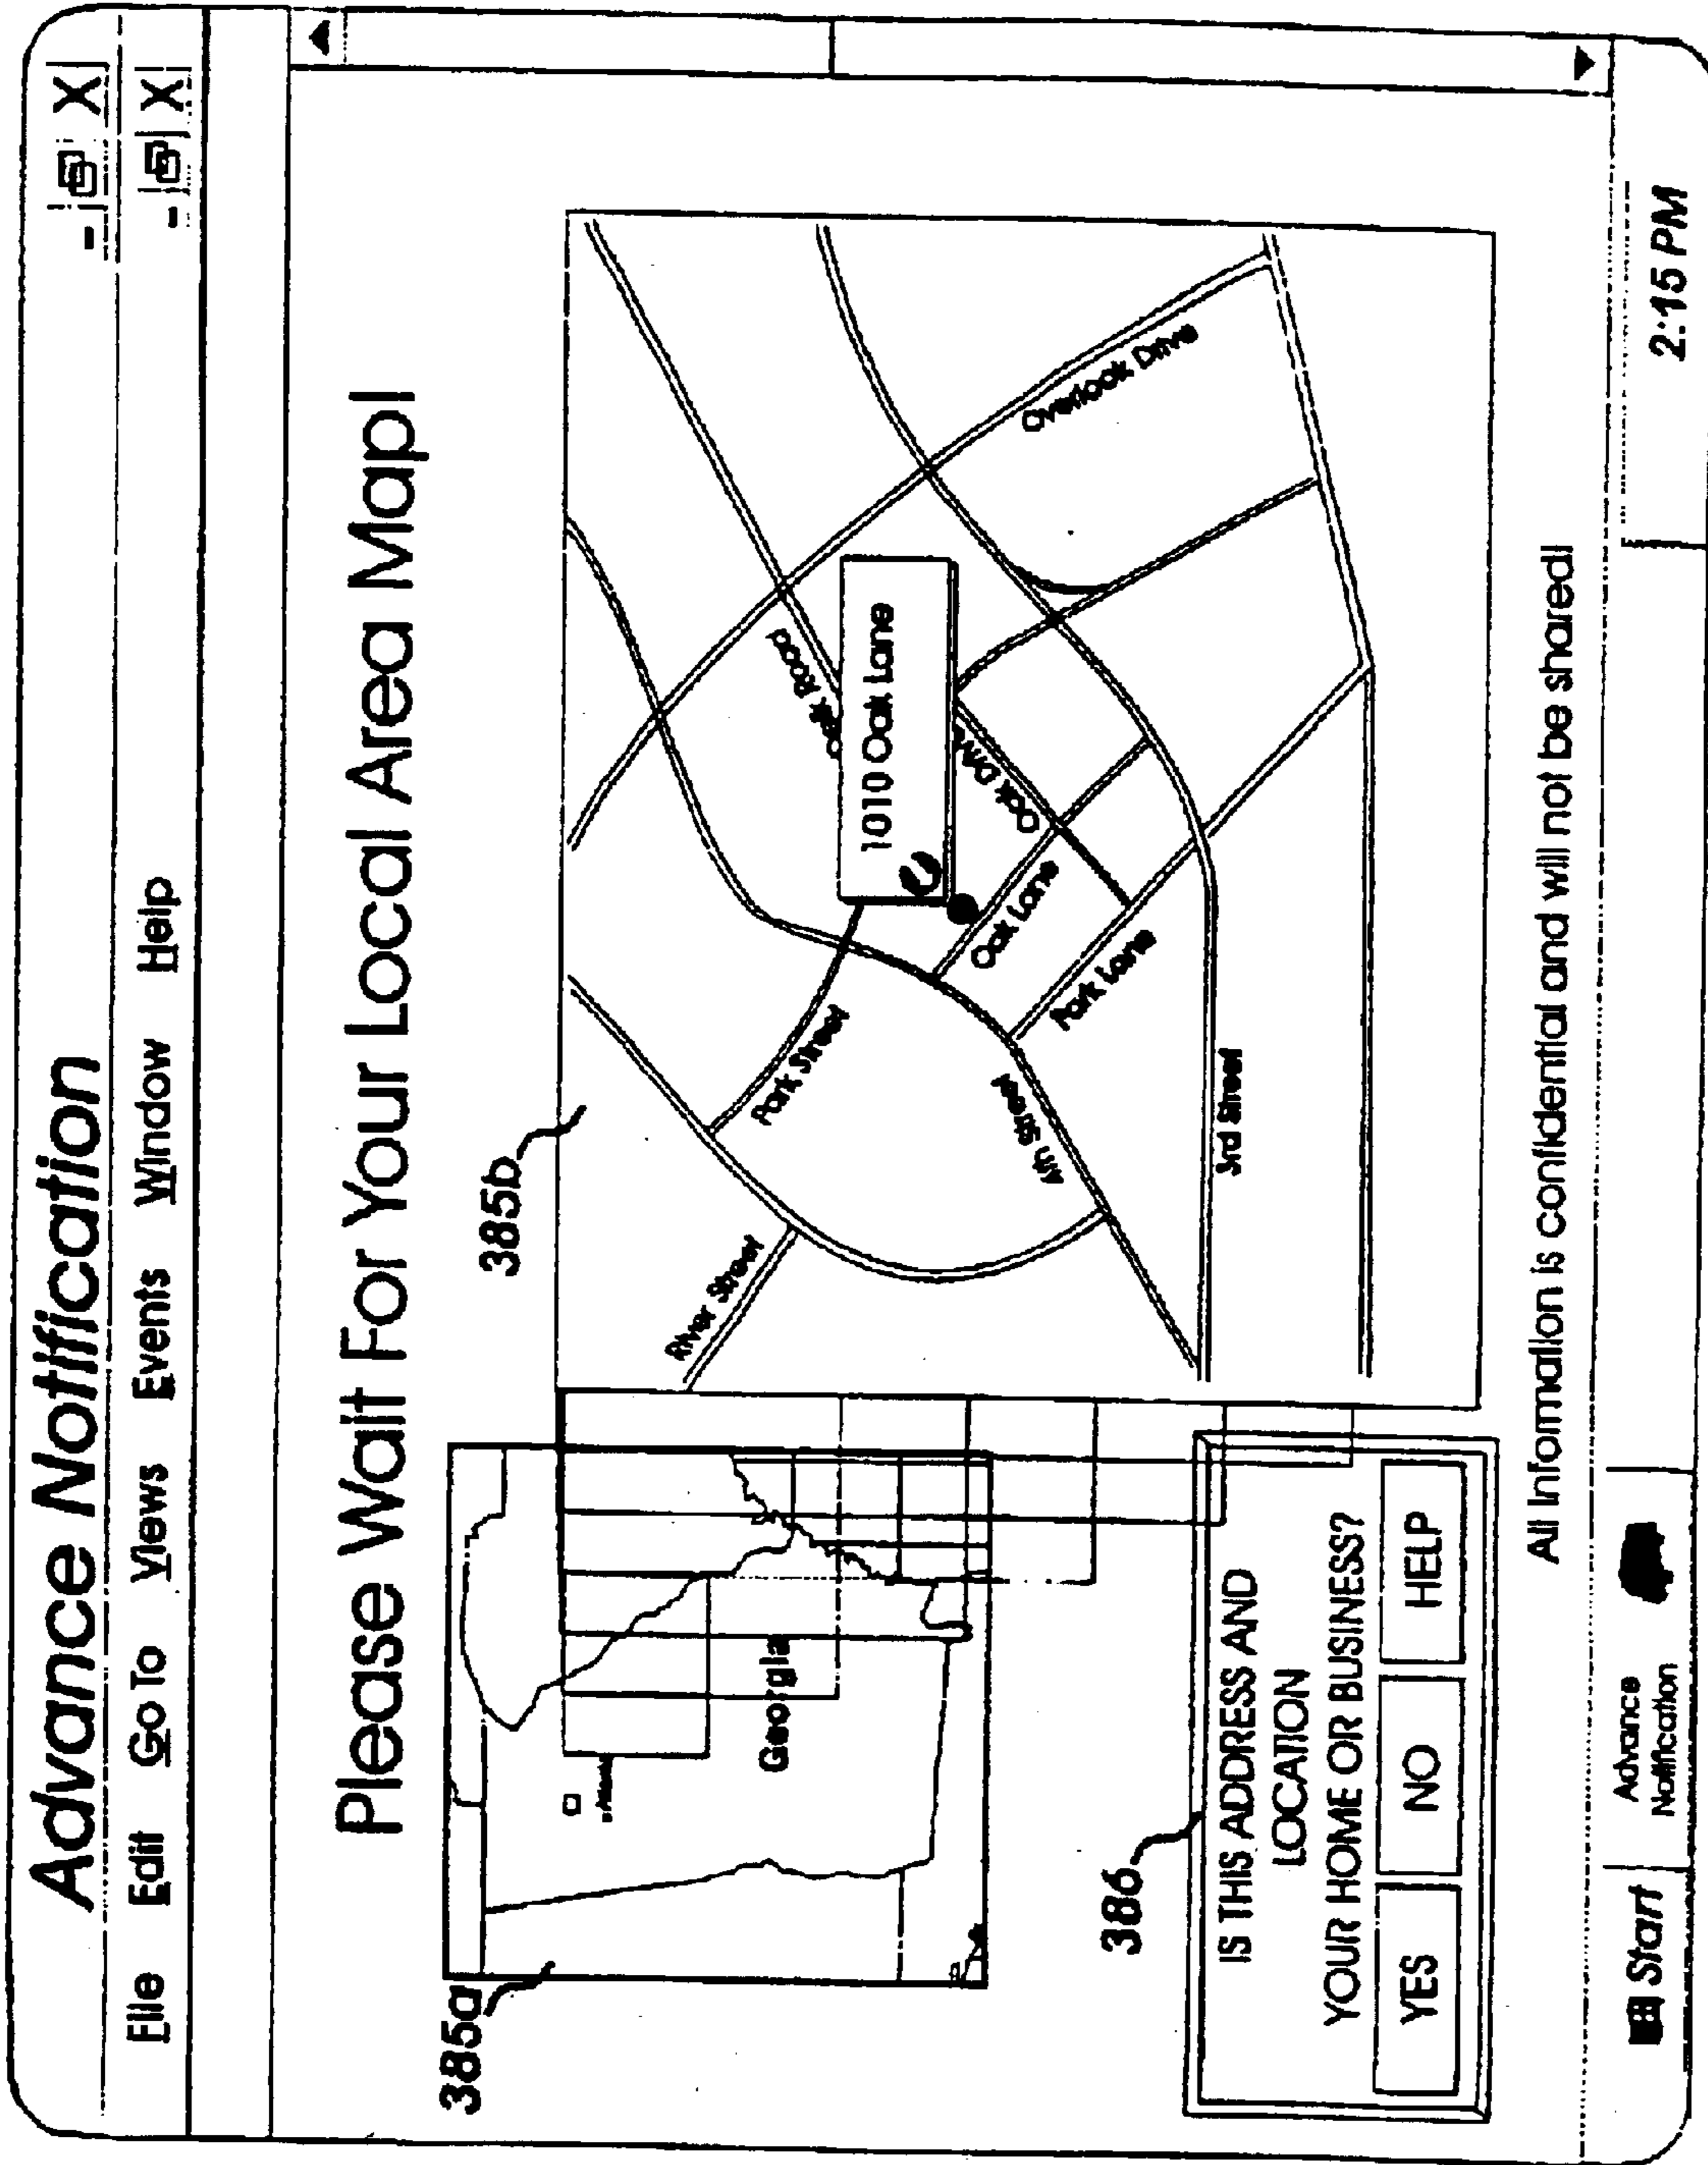 Advance Notification
- X
File Edit Go To Views Events Window Help
- X
Please Wait For Your Local Area Map!
385a
385b
Georgia
River Street
Park Street
4th Street
3rd Street
Park Lane
Oak Lane
Oak Drive
1010 Oak Lane
Road
Overlook Drive
386
IS THIS ADDRESS AND
LOCATION
YOUR HOME OR BUSINESS?
YES NO HELP
All Information is confidential and will not be shared!
Start
Advance
Notification
2:15 PM